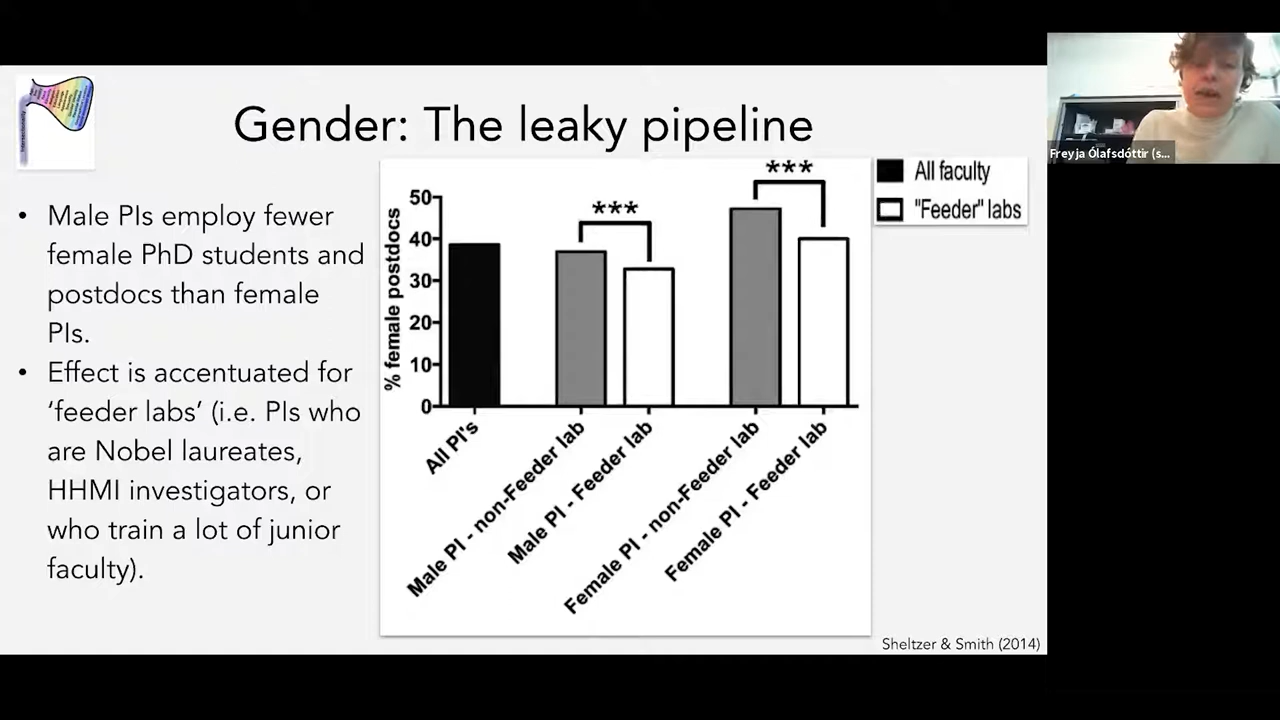 Gender: The leaky pipeline
• Male PIs employ fewer
female PhD students and
postdocs than female
PIs.
• Effect is accentuated for
‘feeder labs’ (i.e. PIs who
are Nobel laureates,
HHMI investigators, or
who train a lot of junior
faculty).
% female postdocs
50
40
30
20
10
0
***
***
All PI's
Male PI - non-Feeder lab
Male PI - Feeder lab
Female PI - non-Feeder lab
Female PI - Feeder lab
All faculty
"Feeder" labs
Sheltzer & Smith (2014)
Freyja Ólafsdóttir (s...